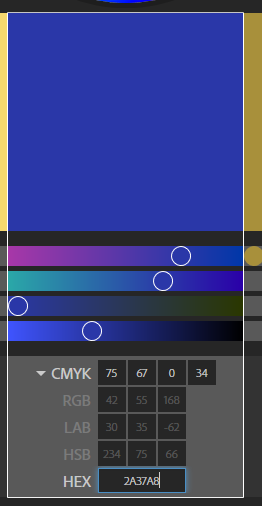 CMYK 75 67 0 34
RGB 42 55 168
LAB 30 35 -62
HSB 234 75 66
HEX 2A37A8